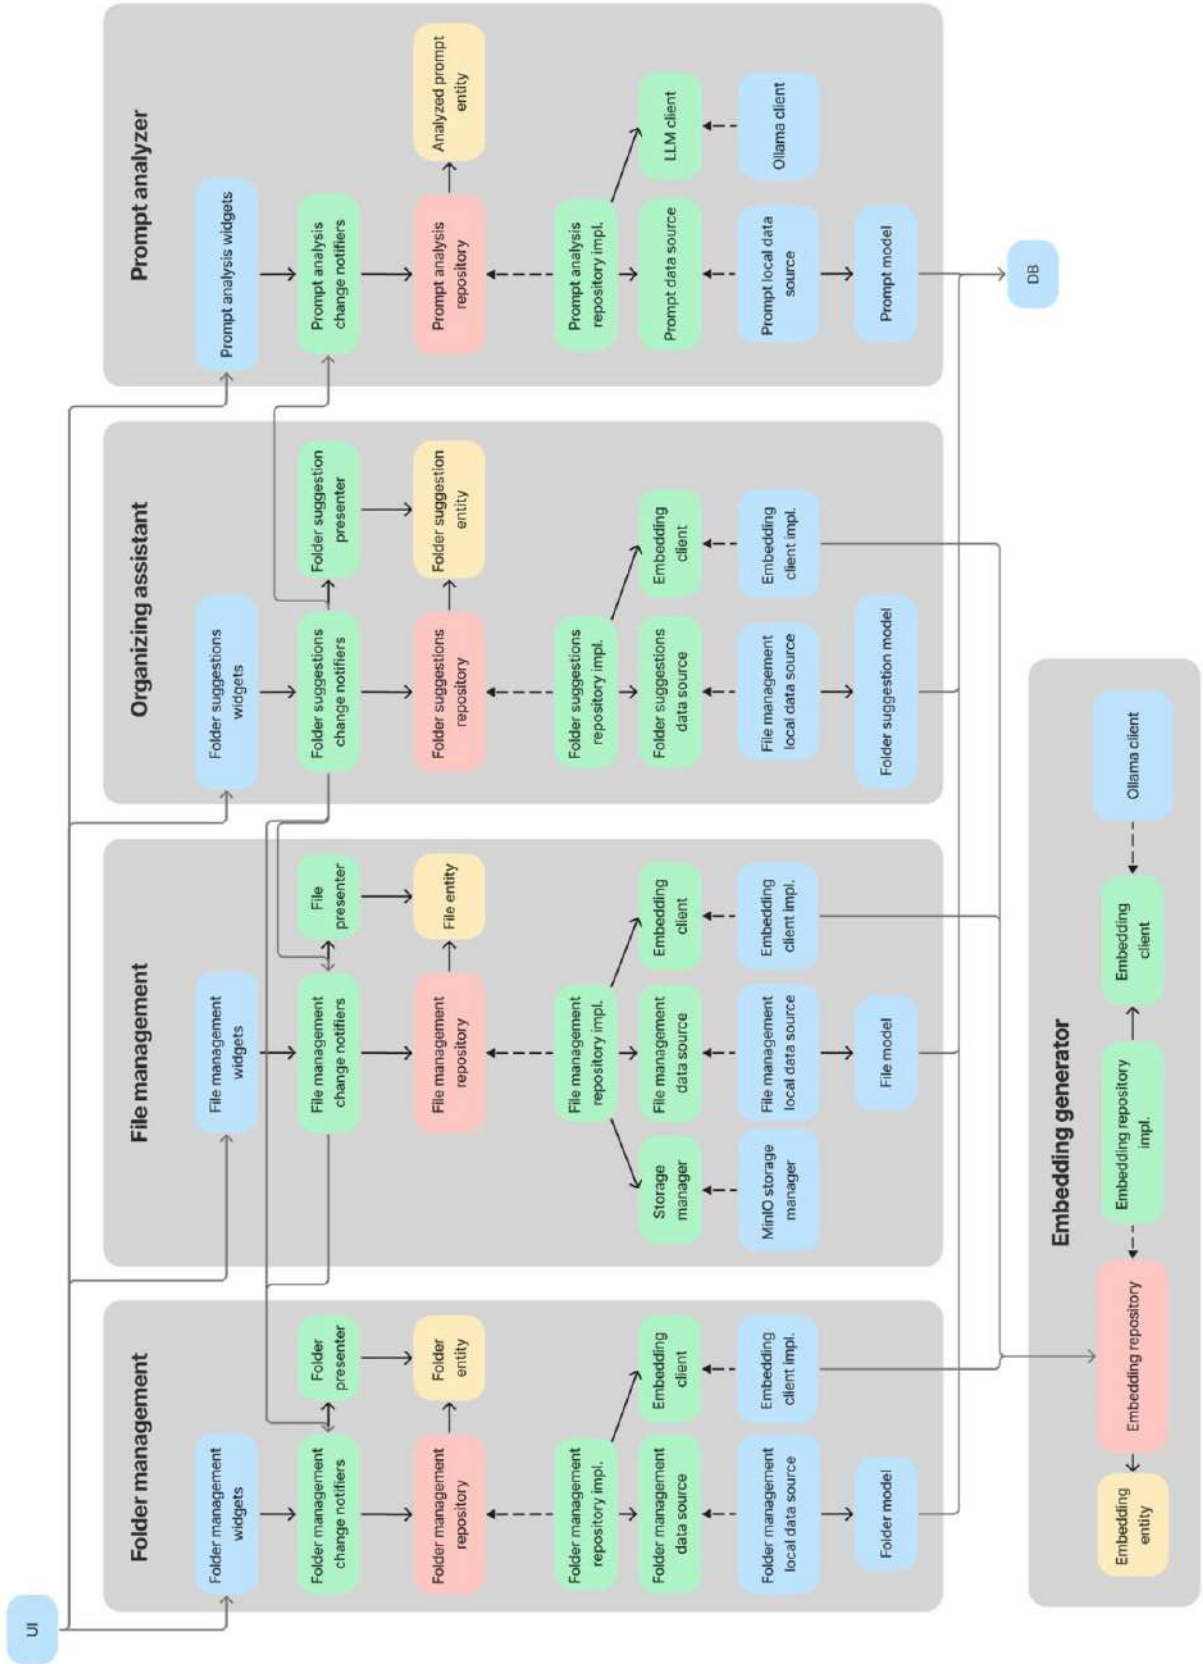 UI
Folder management
Folder management
widgets
Folder management
change notifiers
Folder
presenter
Folder management
repository
Folder
entity
Folder management
repository impl.
Folder management
data source
Embedding
client
Folder management
local data source
Embedding
client impl.
Folder model
File management
File management
widgets
File management
change notifiers
File
presenter
File management
repository
File entity
File management
repository impl.
Storage
manager
File management
data source
Embedding
client
MinIO storage
manager
File management
local data source
Embedding
client impl.
File model
Organizing assistant
Folder suggestions
widgets
Folder suggestions
change notifiers
Folder suggestion
presenter
Folder suggestions
repository
Folder suggestion
entity
Folder suggestions
repository impl.
Folder suggestions
data source
Embedding
client
File management
local data source
Embedding
client impl.
Folder suggestion model
Prompt analyzer
Prompt analysis widgets
Prompt analysis
change notifiers
Prompt analysis
repository
Analyzed prompt
entity
Prompt analysis
repository impl.
Prompt data source
LLM client
Prompt local data
source
Ollama client
Prompt model
DB
Embedding generator
Embedding
entity
Embedding repository
Embedding repository
impl.
Embedding
client
Ollama client